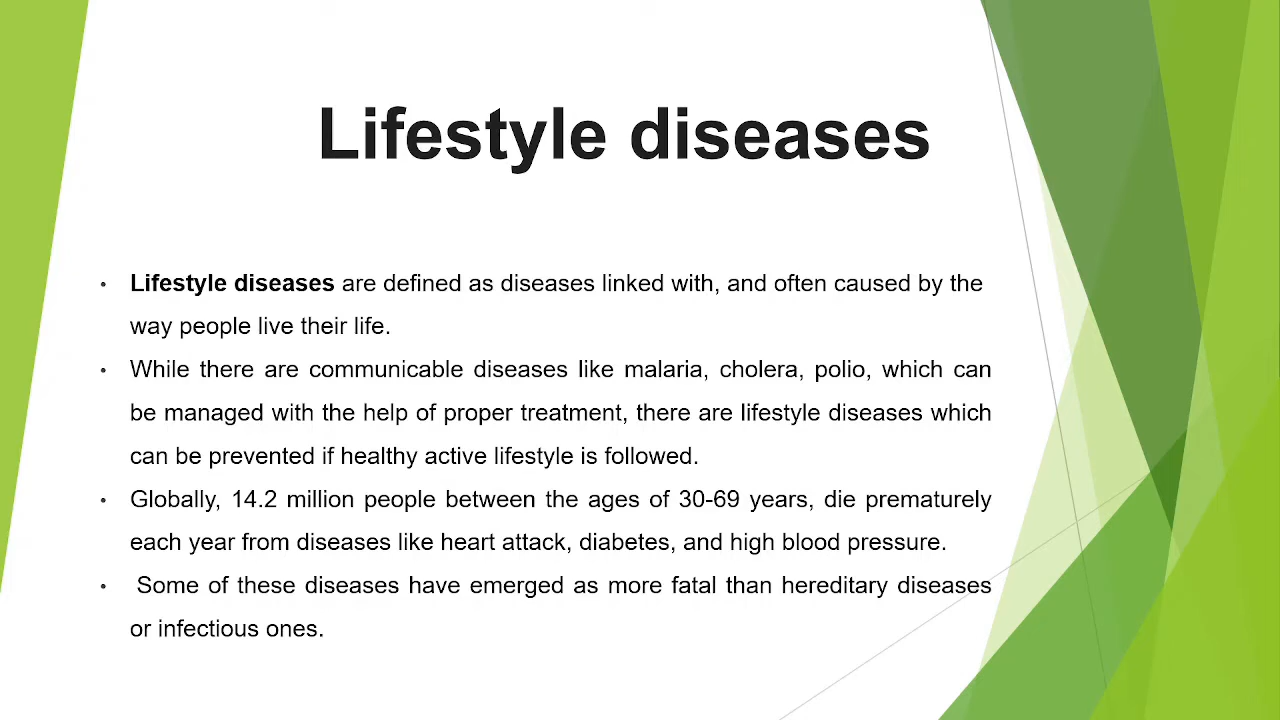 Lifestyle diseases
• Lifestyle diseases are defined as diseases linked with, and often caused by the
way people live their life.
• While there are communicable diseases like malaria, cholera, polio, which can
be managed with the help of proper treatment, there are lifestyle diseases which
can be prevented if healthy active lifestyle is followed.
• Globally, 14.2 million people between the ages of 30-69 years, die prematurely
each year from diseases like heart attack, diabetes, and high blood pressure.
• Some of these diseases have emerged as more fatal than hereditary diseases
or infectious ones.